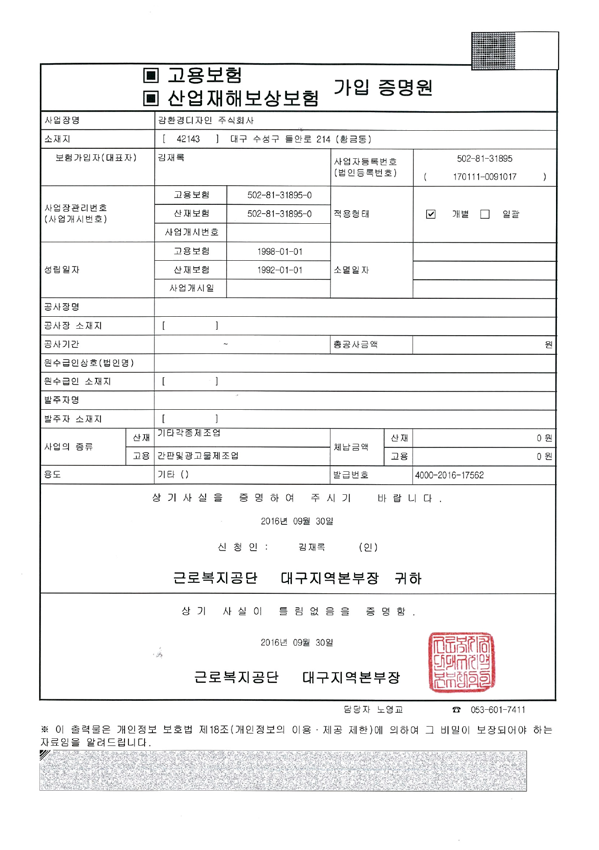 ▣ 고용보험
▣ 산업재해보상보험 가입 증명원
사업장명 감환경디자인 주식회사
소재지 [ 42143 ] 대구 수성구 들안로 214 (황금동)
보험가입자(대표자) 김재록 사업자등록번호 (법인등록번호) 502-81-31895 ( 170111-0091017 )
사업장관리번호 (사업개시번호) 고용보험 502-81-31895-0 적용형태 ☑ 개별 □ 일괄
산재보험 502-81-31895-0
사업개시번호
성립일자 고용보험 1998-01-01 소멸일자
산재보험 1992-01-01
사업개시일
공사장명
공사장 소재지 [ ]
공사기간 ~ 총공사금액 원
원수급인상호(법인명)
원수급인 소재지 [ ]
발주자명
발주자 소재지 [ ]
사업의 종류 산재 기타각종제조업 체납금액 산재 0 원
고용 간판및광고물제조업 고용 0 원
용도 기타 () 발급번호 4000-2016-17562
상기사실을 증명하여 주시기 바랍니다.
2016년 09월 30일
신청인 : 김재록 (인)
근로복지공단 대구지역본부장 귀하
상기 사실이 틀림없음을 증명함.
2016년 09월 30일
근로복지공단 대구지역본부장
담당자 노영교 ☎ 053-601-7411
※ 이 출력물은 개인정보 보호법 제18조(개인정보의 이용·제공 제한)에 의하여 그 비밀이 보장되어야 하는
자료임을 알려드립니다.